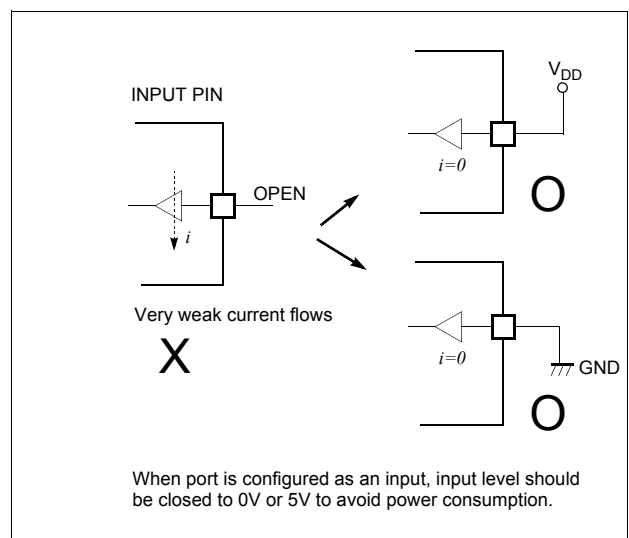 INPUT PIN
OPEN
i
Very weak current flows
X
VDD
i=0
O
i=0
GND
O
When port is configured as an input, input level should
be closed to 0V or 5V to avoid power consumption.